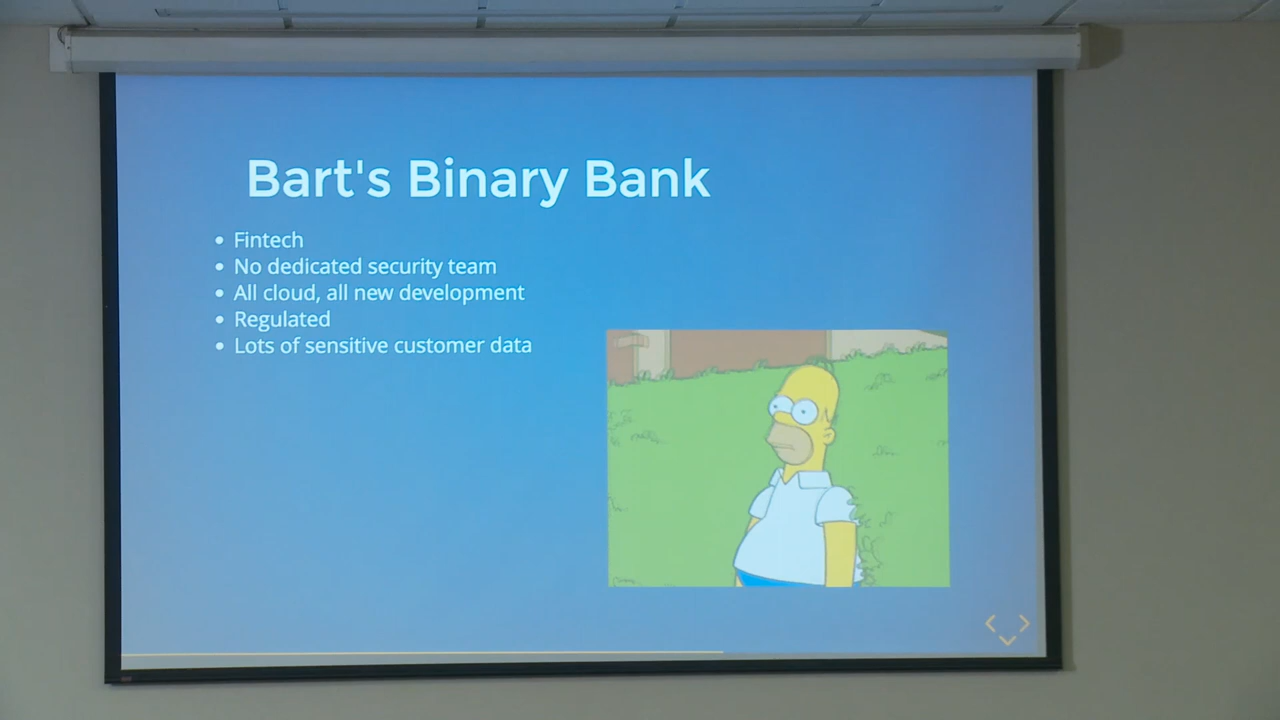 Bart's Binary Bank
• Fintech
• No dedicated security team
• All cloud, all new development
• Regulated
• Lots of sensitive customer data